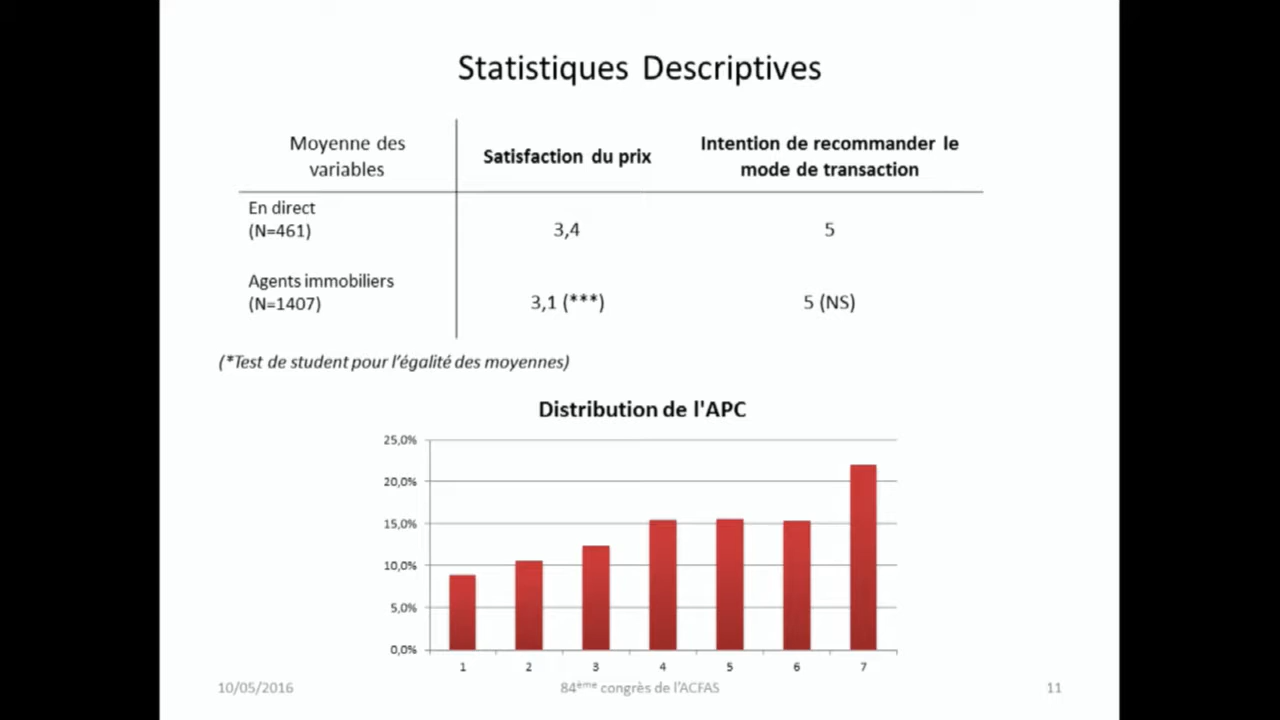 Statistiques Descriptives
Moyenne des
variables
Satisfaction du prix
Intention de recommander le
mode de transaction
En direct
(N=461)
3,4
5
Agents immobiliers
(N=1407)
3,1 (***)
5 (NS)
(*Test de student pour l'égalité des moyennes)
Distribution de l'APC
25,0%
20,0%
15,0%
10,0%
5,0%
0,0%
1 2 3 4 5 6 7
10/05/2016
84ème congrès de l'ACFAS
11